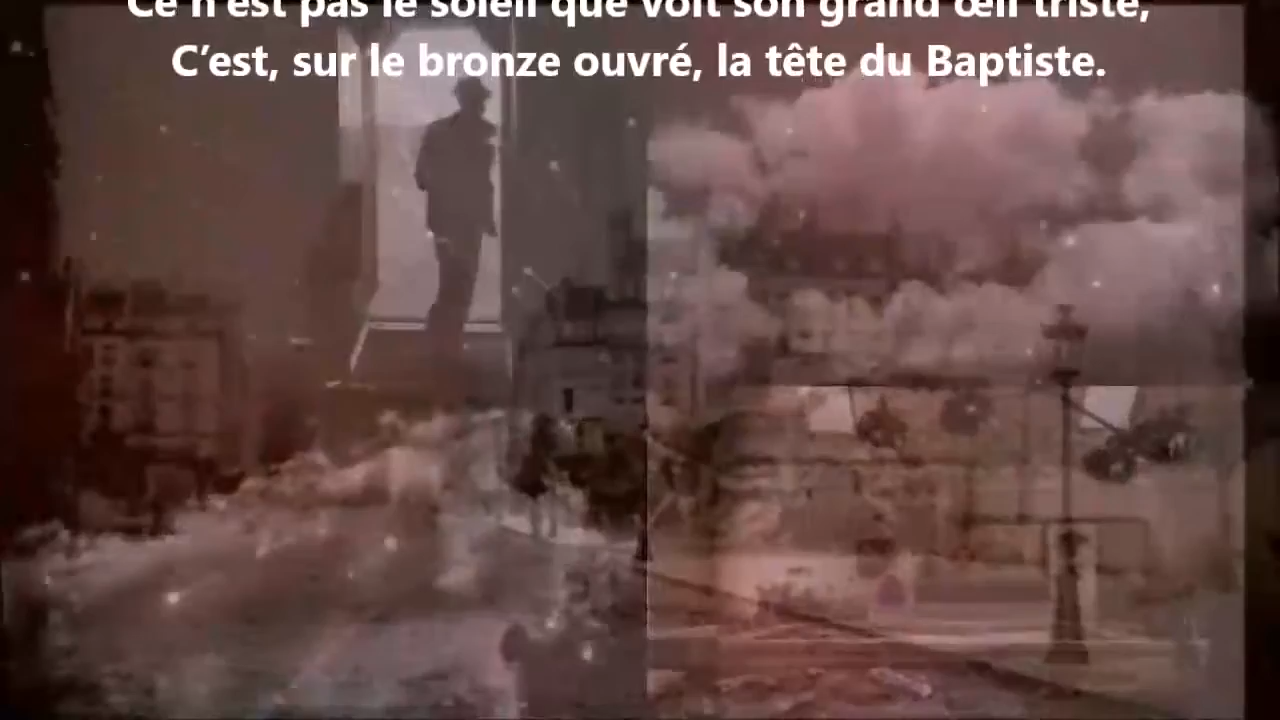 Ce n'est pas le soleil que voit son grand œil triste,
C’est, sur le bronze ouvré, la tête du Baptiste.